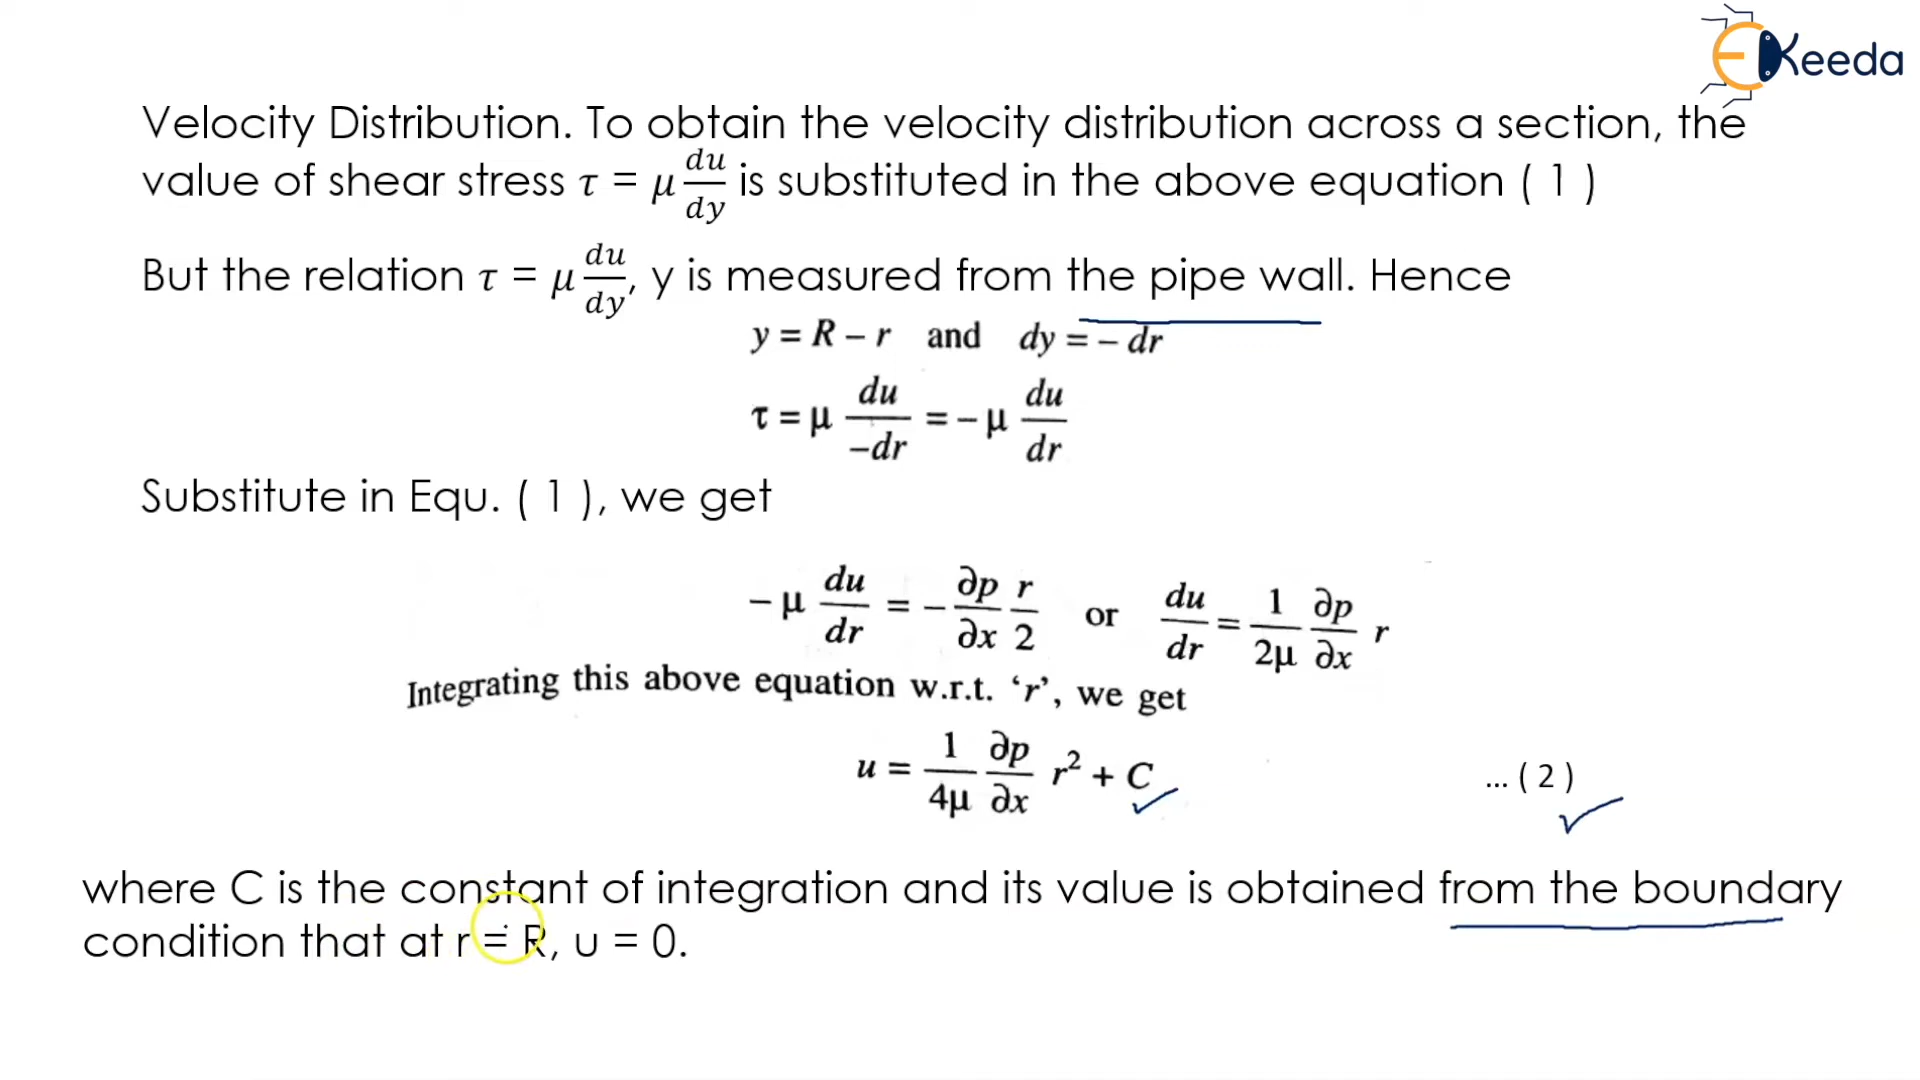 EKeeda
Velocity Distribution. To obtain the velocity distribution across a section, the
value of shear stress τ = μ du/dy is substituted in the above equation ( 1 )
But the relation τ = μ du/dy, y is measured from the pipe wall. Hence
y = R – r and dy = – dr
τ = μ du/–dr = – μ du/dr
Substitute in Equ. ( 1 ), we get
– μ du/dr = – ∂p/∂x r/2 or du/dr = 1/2μ ∂p/∂x r
Integrating this above equation w.r.t. ‘r’, we get
u = 1/4μ ∂p/∂x r² + C ... ( 2 )
where C is the constant of integration and its value is obtained from the boundary
condition that at r = R, u = 0.